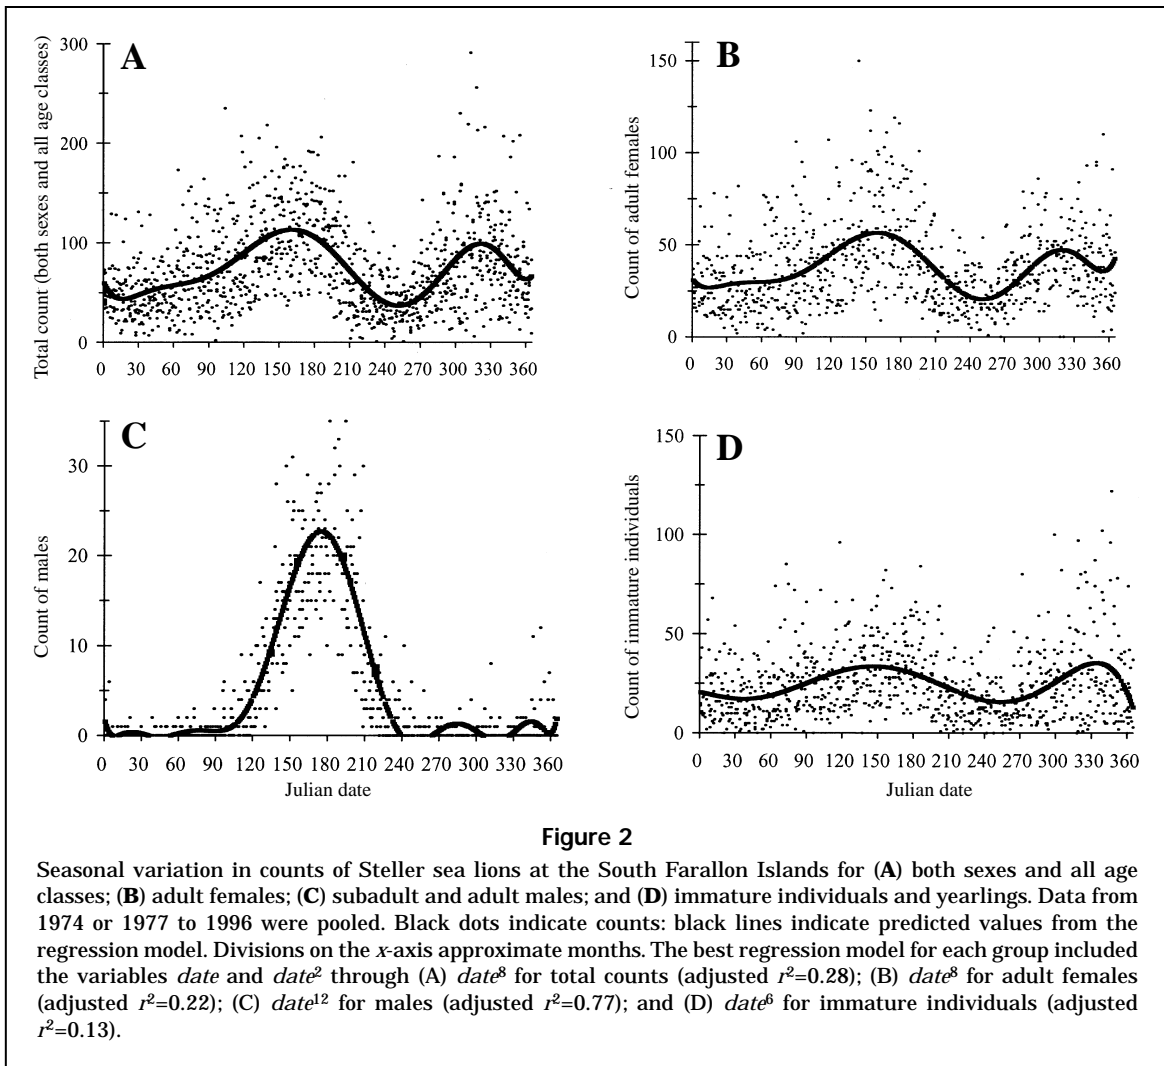 A
Total count (both sexes and all age classes)
300
200
100
0
0 30 60 90 120 150 180 210 240 270 300 330 360
B
Count of adult females
150
100
50
0
0 30 60 90 120 150 180 210 240 270 300 330 360
C
Count of males
30
20
10
0
0 30 60 90 120 150 180 210 240 270 300 330 360
Julian date
D
Count of immature individuals
150
100
50
0
0 30 60 90 120 150 180 210 240 270 300 330 360
Julian date
Figure 2
Seasonal variation in counts of Steller sea lions at the South Farallon Islands for (A) both sexes and all age
classes; (B) adult females; (C) subadult and adult males; and (D) immature individuals and yearlings. Data from
1974 or 1977 to 1996 were pooled. Black dots indicate counts: black lines indicate predicted values from the
regression model. Divisions on the x-axis approximate months. The best regression model for each group included
the variables date and date² through (A) date⁸ for total counts (adjusted r²=0.28); (B) date⁸ for adult females
(adjusted r²=0.22); (C) date¹² for males (adjusted r²=0.77); and (D) date⁶ for immature individuals (adjusted
r²=0.13).